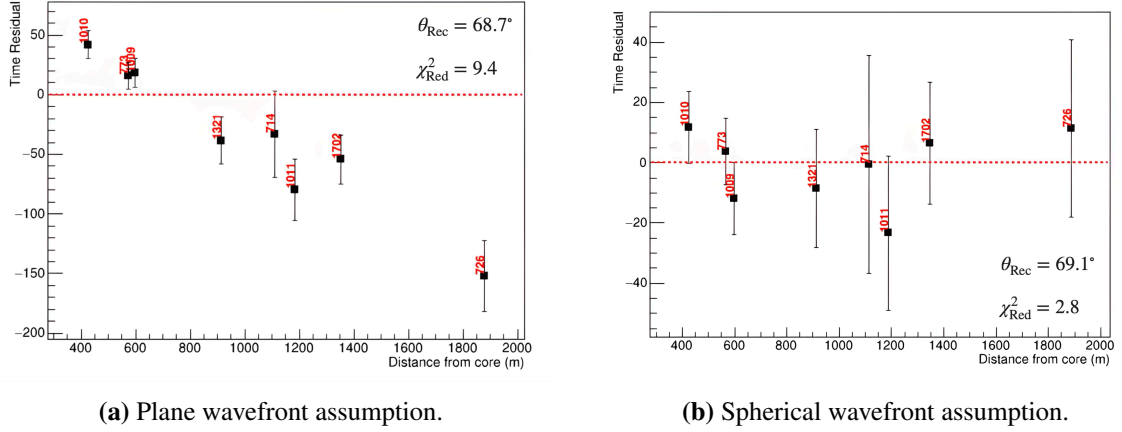 Time Residual
50
0
−50
−100
−150
−200
1010
773
1009
1321
714
1011
1702
726
θRec = 68.7°
χ²Red = 9.4
400 600 800 1000 1200 1400 1600 1800 2000
Distance from core (m)
(a) Plane wavefront assumption.
Time Residual
40
20
0
−20
−40
1010
773
1009
1321
714
1011
1702
726
θRec = 69.1°
χ²Red = 2.8
400 600 800 1000 1200 1400 1600 1800 2000
Distance from core (m)
(b) Spherical wavefront assumption.